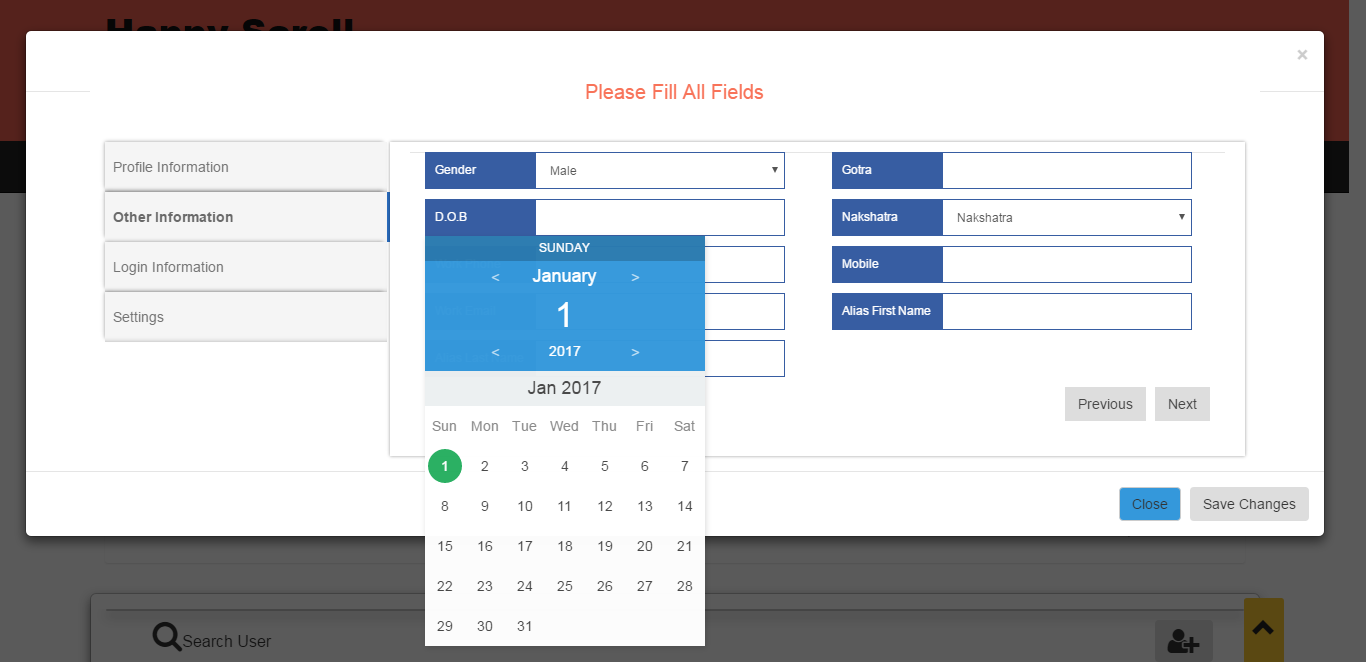 Happy Scroll
×
Please Fill All Fields
Profile Information
Other Information
Login Information
Settings
Gender Male
Gotra
D.O.B
Nakshatra Nakshatra
Mobile
Alias First Name
SUNDAY
< January >
1
< 2017 >
Jan 2017
Sun Mon Tue Wed Thu Fri Sat
1 2 3 4 5 6 7
8 9 10 11 12 13 14
15 16 17 18 19 20 21
22 23 24 25 26 27 28
29 30 31
Previous Next
Close Save Changes
Search User